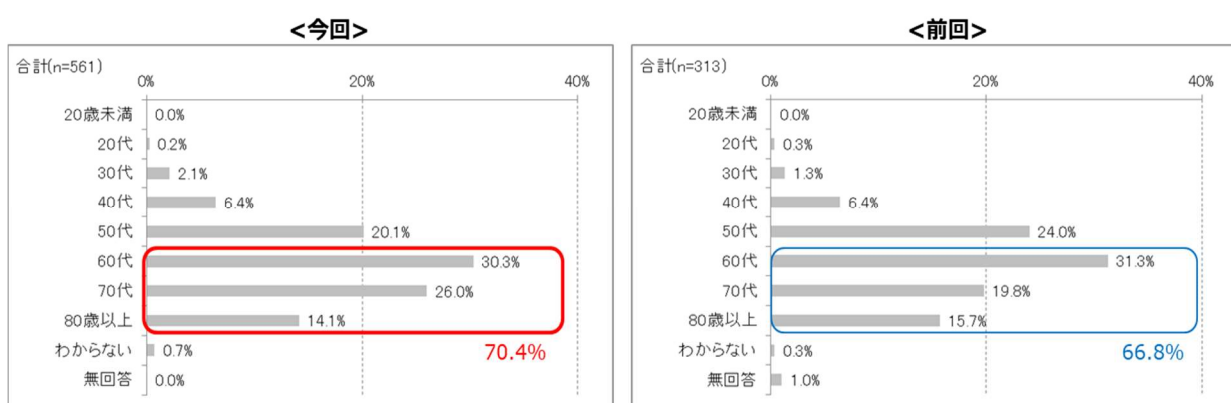 <今回>
合計(n=561)
0% 20% 40%
20歳未満 0.0%
20代 0.2%
30代 2.1%
40代 6.4%
50代 20.1%
60代 30.3%
70代 26.0%
80歳以上 14.1%
わからない 0.7%
70.4%
無回答 0.0%
<前回>
合計(n=313)
0% 20% 40%
20歳未満 0.0%
20代 0.3%
30代 1.3%
40代 6.4%
50代 24.0%
60代 31.3%
70代 19.8%
80歳以上 15.7%
わからない 0.3%
66.8%
無回答 1.0%